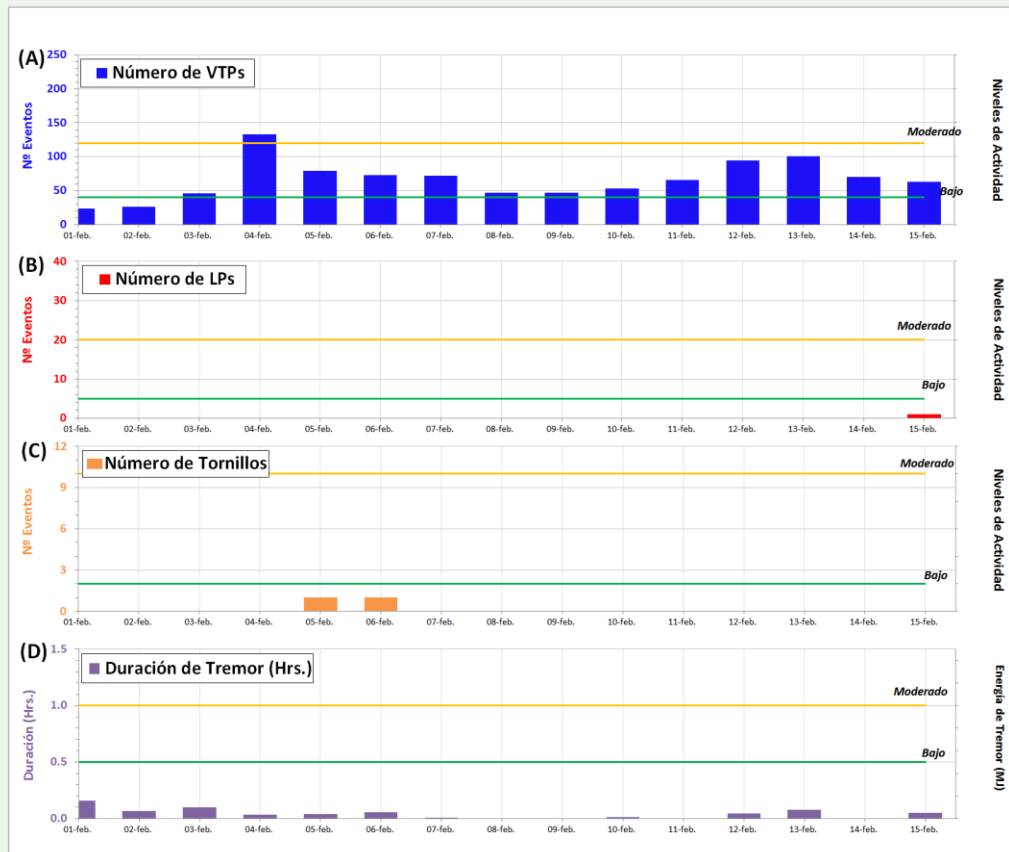 (A)
250
200
150
100
50
0
Nº Eventos
Número de VTPs
Moderado
Bajo
Niveles de Actividad
01-feb. 02-feb. 03-feb. 04-feb. 05-feb. 06-feb. 07-feb. 08-feb. 09-feb. 10-feb. 11-feb. 12-feb. 13-feb. 14-feb. 15-feb.
(B)
40
30
20
10
0
Nº Eventos
Número de LPs
Moderado
Bajo
Niveles de Actividad
01-feb. 02-feb. 03-feb. 04-feb. 05-feb. 06-feb. 07-feb. 08-feb. 09-feb. 10-feb. 11-feb. 12-feb. 13-feb. 14-feb. 15-feb.
(C)
12
9
6
3
0
Nº Eventos
Número de Tornillos
Moderado
Bajo
Niveles de Actividad
01-feb. 02-feb. 03-feb. 04-feb. 05-feb. 06-feb. 07-feb. 08-feb. 09-feb. 10-feb. 11-feb. 12-feb. 13-feb. 14-feb. 15-feb.
(D)
1.5
1.0
0.5
0.0
Duración (Hrs.)
Duración de Tremor (Hrs.)
Moderado
Bajo
Energía de Tremor (MJ)
01-feb. 02-feb. 03-feb. 04-feb. 05-feb. 06-feb. 07-feb. 08-feb. 09-feb. 10-feb. 11-feb. 12-feb. 13-feb. 14-feb. 15-feb.